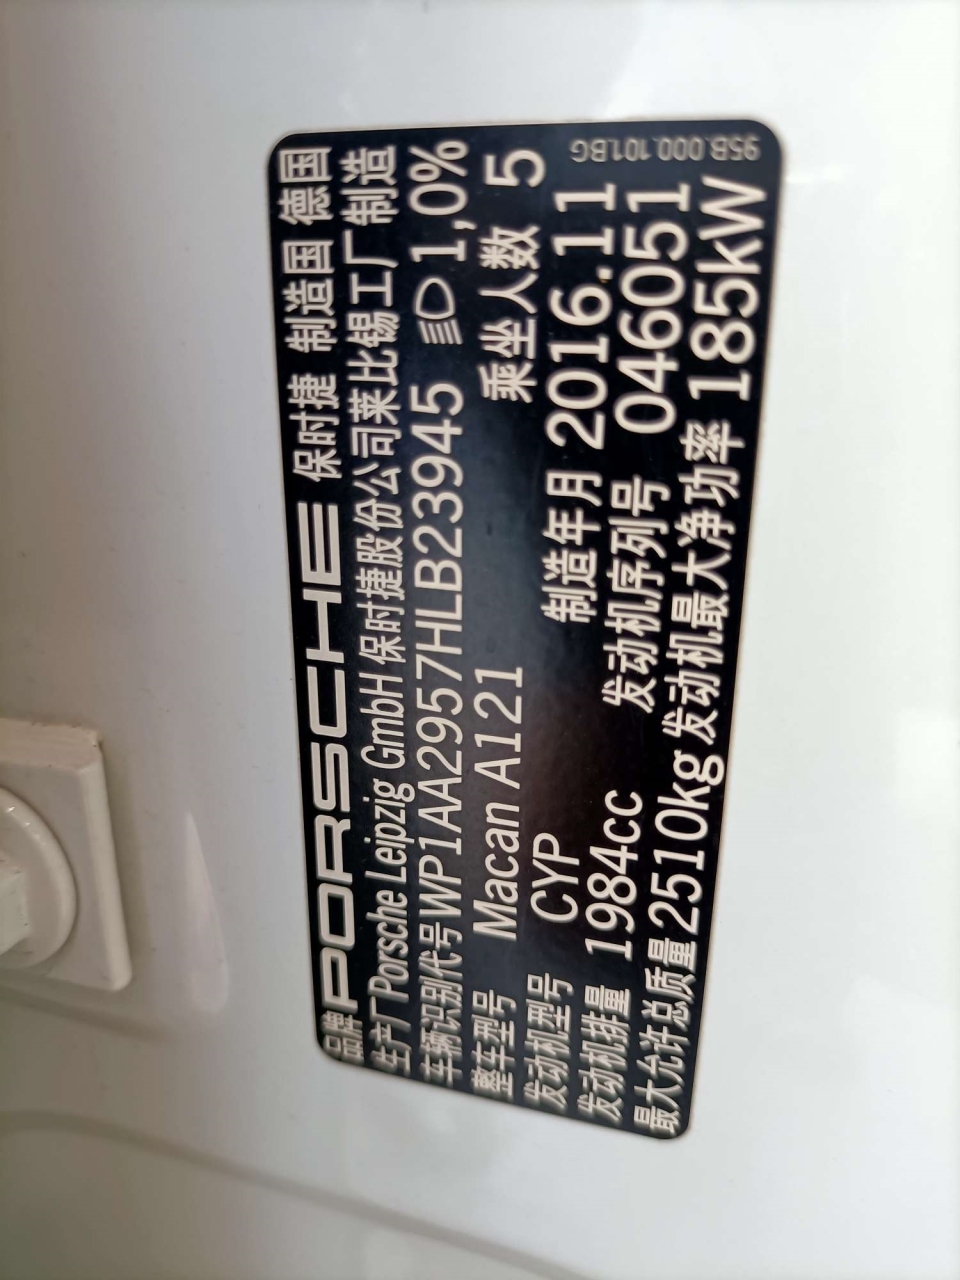 品牌 PORSCHE 保时捷 制造国 德国
生产厂 Porsche Leipzig GmbH 保时捷股份公司莱比锡工厂制造
车辆识别代号 WP1AA2957HLB23945 1,0%
整车型号 Macan A121 乘坐人数 5
发动机型号 CYP 制造年月 2016.11
发动机排量 1984cc 发动机序列号 046051
最大允许总质量 2510kg 发动机最大净功率 185kW
95B.000.101.BG